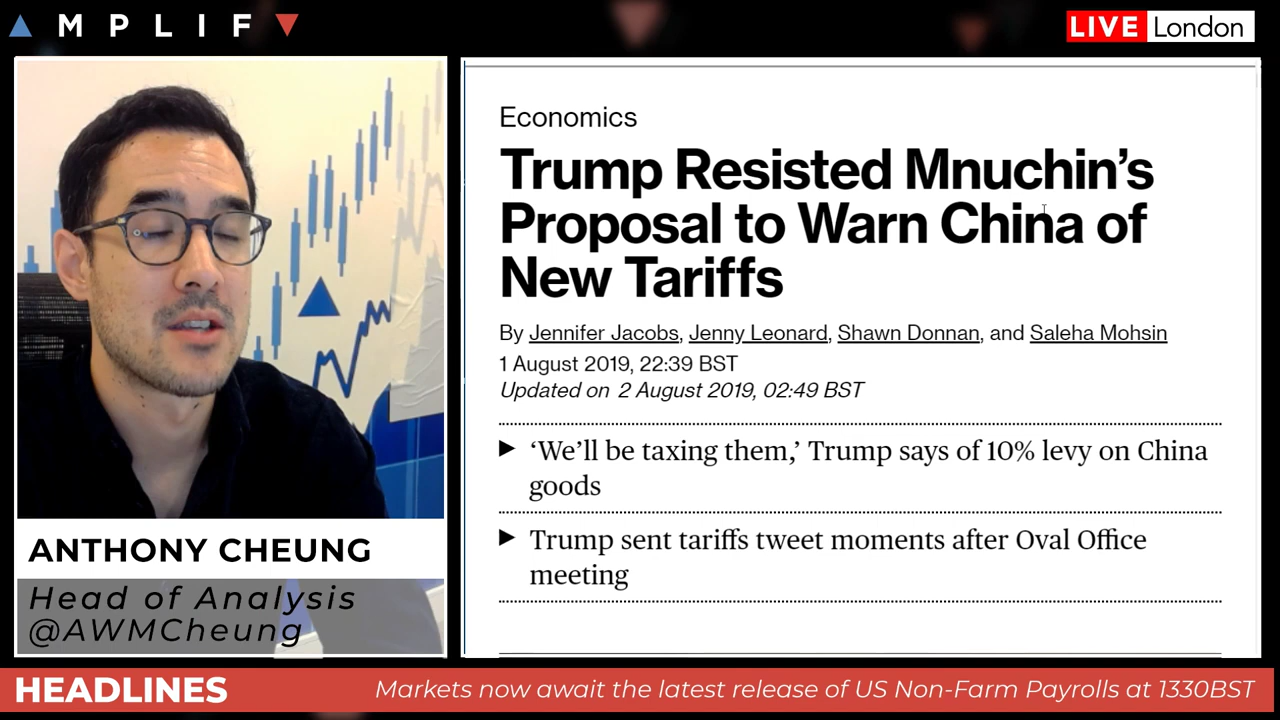 MPLIF
LIVE London
Economics
Trump Resisted Mnuchin's
Proposal to Warn China of
New Tariffs
By Jennifer Jacobs, Jenny Leonard, Shawn Donnan, and Saleha Mohsin
1 August 2019, 22:39 BST
Updated on 2 August 2019, 02:49 BST
‘We’ll be taxing them,’ Trump says of 10% levy on China
goods
Trump sent tariffs tweet moments after Oval Office
meeting
ANTHONY CHEUNG
Head of Analysis
@AWMCheung
HEADLINES Markets now await the latest release of US Non-Farm Payrolls at 1330BST